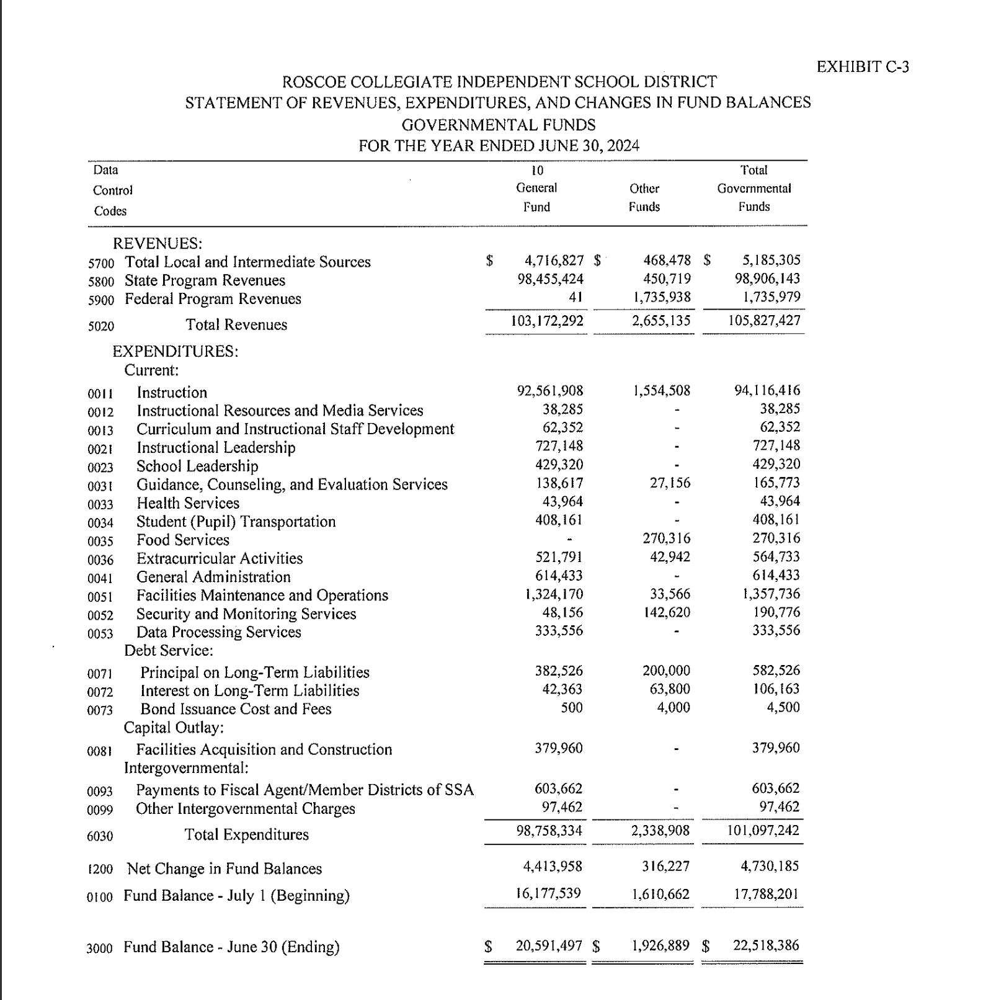 EXHIBIT C-3
ROSCOE COLLEGIATE INDEPENDENT SCHOOL DISTRICT
STATEMENT OF REVENUES, EXPENDITURES, AND CHANGES IN FUND BALANCES
GOVERNMENTAL FUNDS
FOR THE YEAR ENDED JUNE 30, 2024
Data 10 Total
Control General Other Governmental
Codes Fund Funds Funds
REVENUES:
5700 Total Local and Intermediate Sources $ 4,716,827 $ 468,478 $ 5,185,305
5800 State Program Revenues 98,455,424 450,719 98,906,143
5900 Federal Program Revenues 41 1,735,938 1,735,979
5020 Total Revenues 103,172,292 2,655,135 105,827,427
EXPENDITURES:
Current:
0011 Instruction 92,561,908 1,554,508 94,116,416
0012 Instructional Resources and Media Services 38,285 - 38,285
0013 Curriculum and Instructional Staff Development 62,352 - 62,352
0021 Instructional Leadership 727,148 - 727,148
0023 School Leadership 429,320 - 429,320
0031 Guidance, Counseling, and Evaluation Services 138,617 27,156 165,773
0033 Health Services 43,964 - 43,964
0034 Student (Pupil) Transportation 408,161 - 408,161
0035 Food Services - 270,316 270,316
0036 Extracurricular Activities 521,791 42,942 564,733
0041 General Administration 614,433 - 614,433
0051 Facilities Maintenance and Operations 1,324,170 33,566 1,357,736
0052 Security and Monitoring Services 48,156 142,620 190,776
0053 Data Processing Services 333,556 - 333,556
Debt Service:
0071 Principal on Long-Term Liabilities 382,526 200,000 582,526
0072 Interest on Long-Term Liabilities 42,363 63,800 106,163
0073 Bond Issuance Cost and Fees 500 4,000 4,500
Capital Outlay:
0081 Facilities Acquisition and Construction 379,960 - 379,960
Intergovernmental:
0093 Payments to Fiscal Agent/Member Districts of SSA 603,662 - 603,662
0099 Other Intergovernmental Charges 97,462 - 97,462
6030 Total Expenditures 98,758,334 2,338,908 101,097,242
1200 Net Change in Fund Balances 4,413,958 316,227 4,730,185
0100 Fund Balance - July 1 (Beginning) 16,177,539 1,610,662 17,788,201
3000 Fund Balance - June 30 (Ending) $ 20,591,497 $ 1,926,889 $ 22,518,386